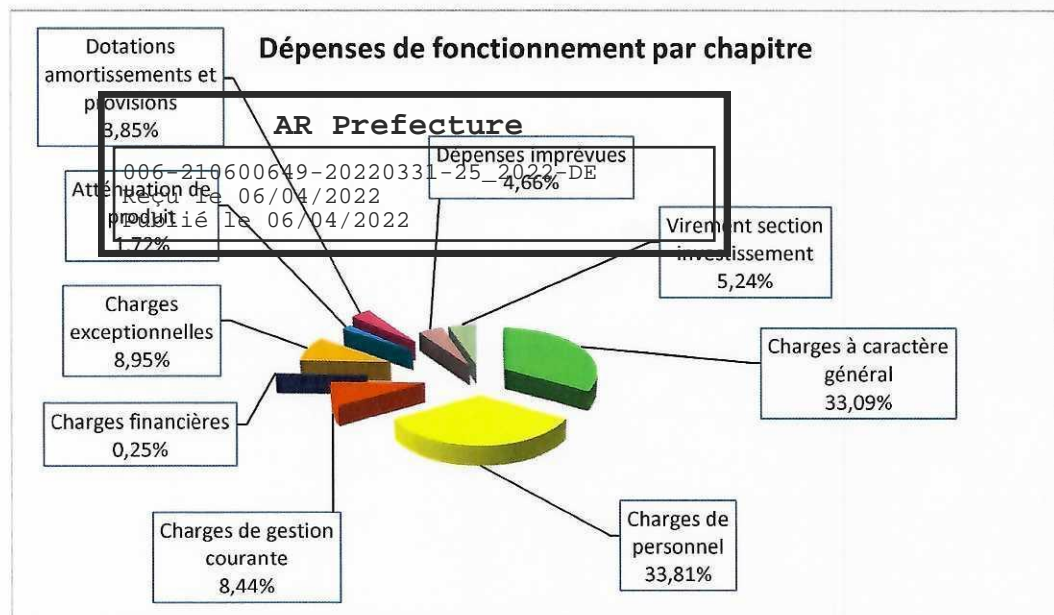 Dépenses de fonctionnement par chapitre
Dotations
amortissements et
provisions
3,85%
AR Prefecture
006-210600649-20220331-25_2022-DE
Reçu le 06/04/2022
Publié le 06/04/2022
Dépenses imprévues
4,66%
Atténuation de
produit
1,72%
Virement section
investissement
5,24%
Charges
exceptionnelles
8,95%
Charges à caractère
général
33,09%
Charges financières
0,25%
Charges de gestion
courante
8,44%
Charges de
personnel
33,81%